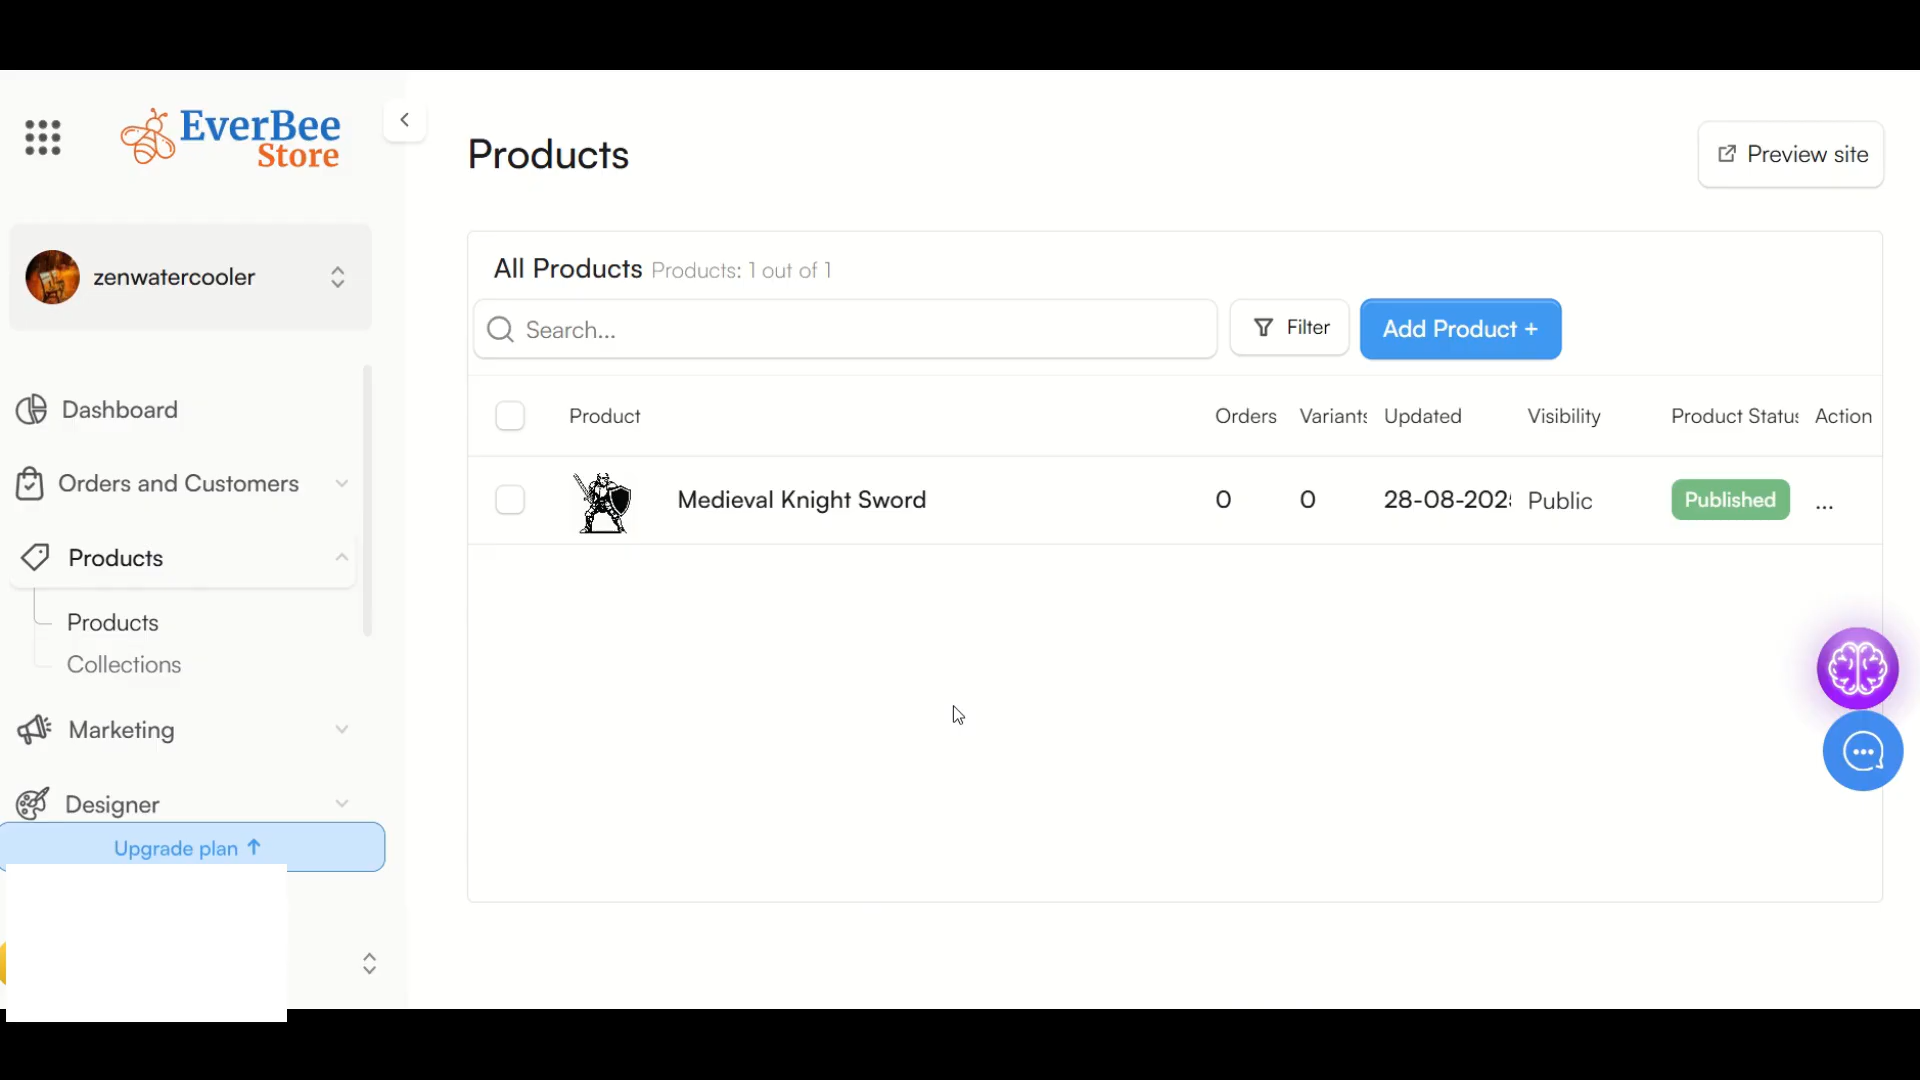 EverBee
Store
Products
Preview site
zenwatercooler
All Products Products: 1 out of 1
Search...
Filter
Add Product +
Dashboard
Product Orders Variants Updated Visibility Product Status Action
Orders and Customers
Medieval Knight Sword 0 0 28-08-202 Public Published ...
Products
Products
Collections
Marketing
Designer
Upgrade plan ↑